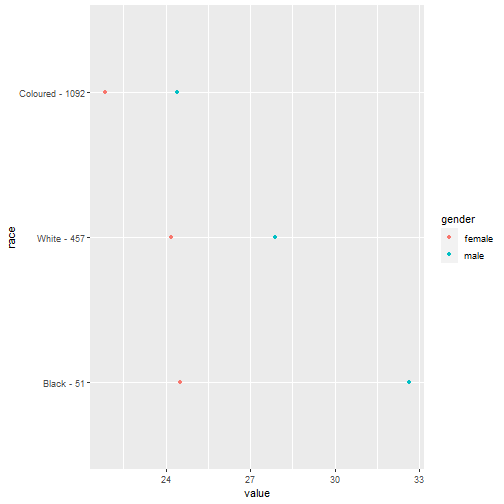 Coloured - 1092
White - 457
Black - 51
race
24 27 30 33
value
gender
female
male